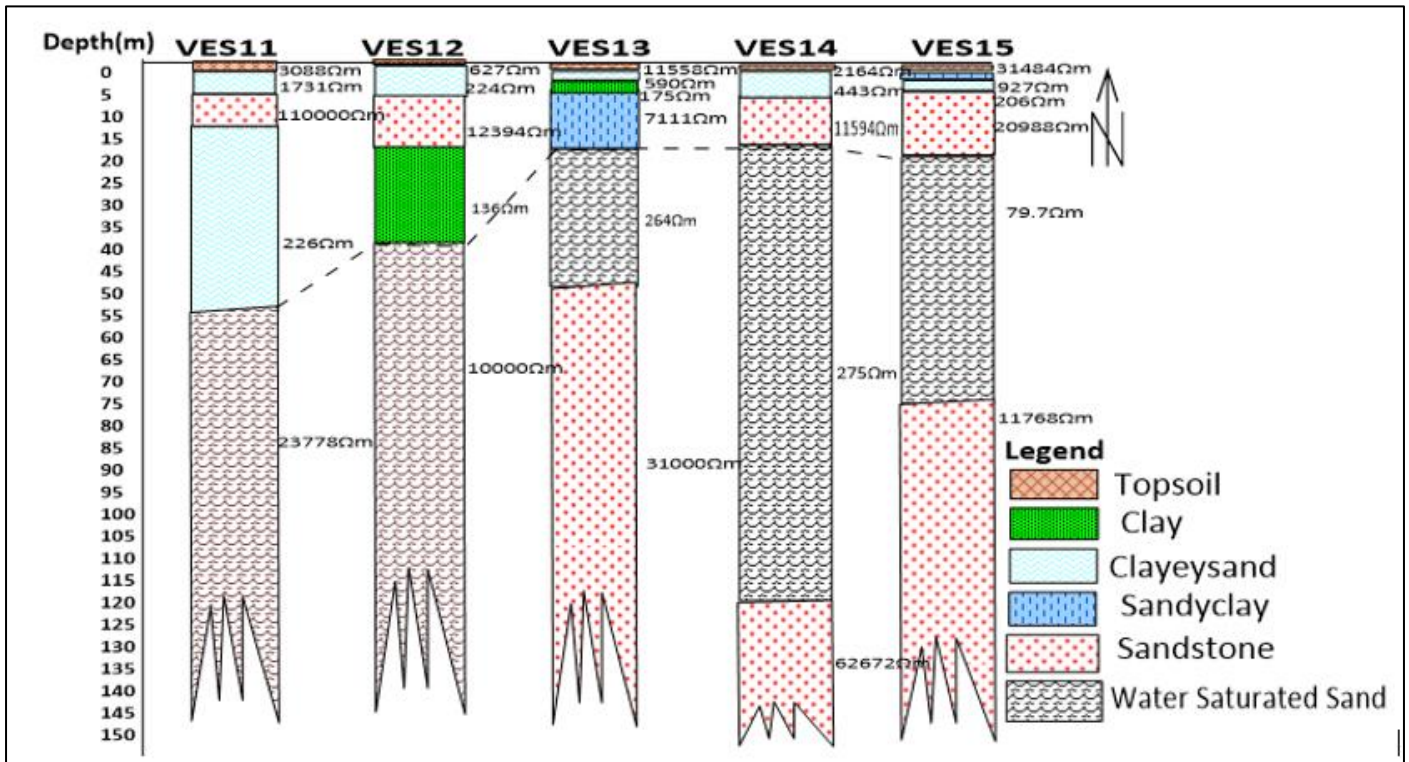 Depth(m) VES11 VES12 VES13 VES14 VES15
0
5
10
15
20
25
30
35
40
45
50
55
60
65
70
75
80
85
90
95
100
105
110
115
120
125
130
135
140
145
150
3088Ωm
1731Ωm
110000Ωm
226Ωm
23778Ωm
627Ωm
224Ωm
12394Ωm
136Ωm
10000Ωm
11558Ωm
590Ωm
175Ωm
7111Ωm
264Ωm
31000Ωm
2164Ωm
443Ωm
11594Ωm
275Ωm
62672Ωm
31484Ωm
927Ωm
206Ωm
20988Ωm
79.7Ωm
11768Ωm
N
Legend
Topsoil
Clay
Clayeysand
Sandyclay
Sandstone
Water Saturated Sand